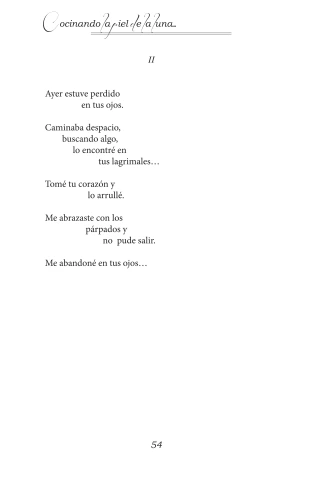 Cocinando la piel de la luna...
II
Ayer estuve perdido
en tus ojos.
Caminaba despacio,
buscando algo,
lo encontré en
tus lagrimales…
Tomé tu corazón y
lo arrullé.
Me abrazaste con los
párpados y
no pude salir.
Me abandoné en tus ojos…
54